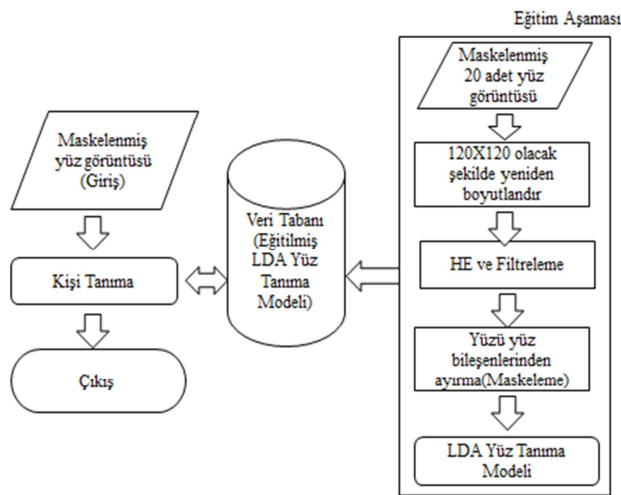 Eğitim Aşaması
Maskelenmiş
20 adet yüz
görüntüsü
120X120 olacak
şekilde yeniden
boyutlandır
HE ve Filtreleme
Yüzü yüz
bileşenlerinden
ayırma(Maskeleme)
LDA Yüz Tanıma
Modeli
Veri Tabanı
(Eğitilmiş
LDA Yüz
Tanıma
Modeli)
Maskelenmiş
yüz görüntüsü
(Giriş)
Kişi Tanıma
Çıkış